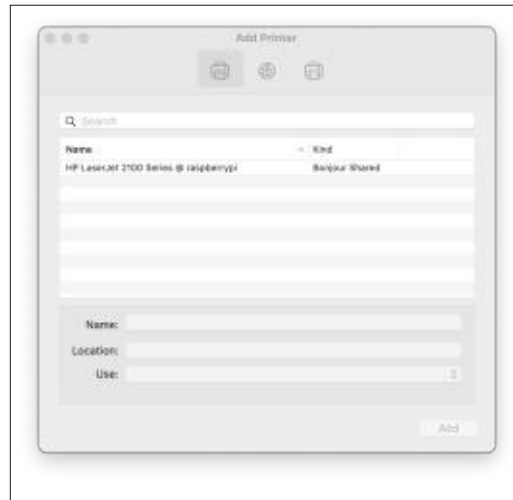 Add Printer
Search
Name Kind
HP LaserJet 2100 Series @ raspberrypi Bonjour Shared
Name:
Location:
Use:
Add